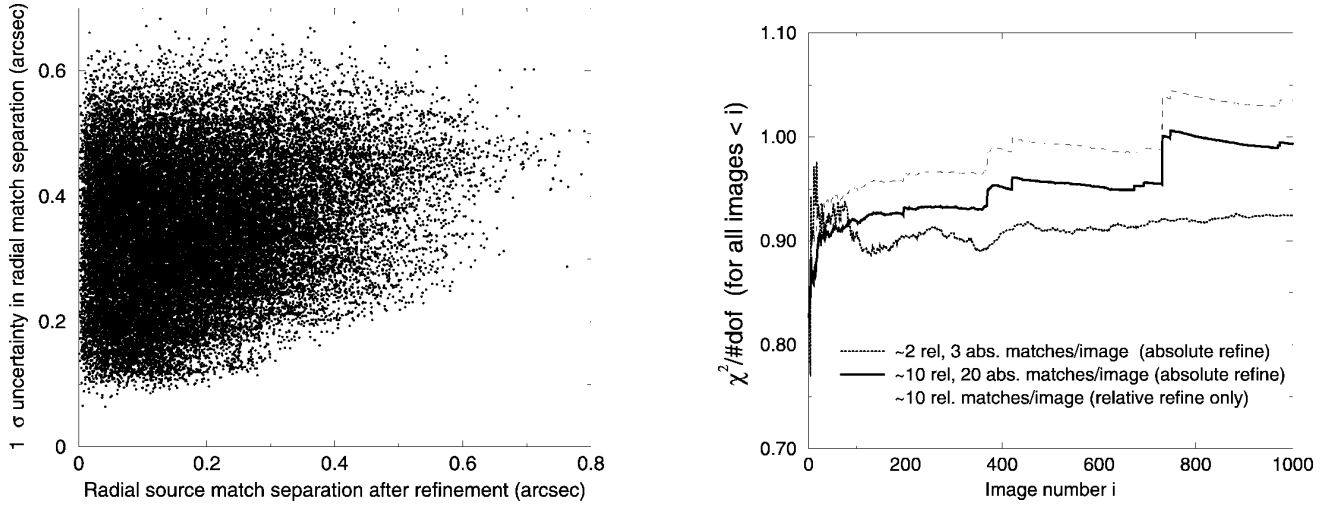 1 σ uncertainty in radial match separation (arcsec)
0.6
0.4
0.2
0
0 0.2 0.4 0.6 0.8
Radial source match separation after refinement (arcsec)
χ²/#dof (for all images < i)
1.10
1.00
0.90
0.80
0.70
~2 rel, 3 abs. matches/image (absolute refine)
~10 rel, 20 abs. matches/image (absolute refine)
~10 rel. matches/image (relative refine only)
0 200 400 600 800 1000
Image number i